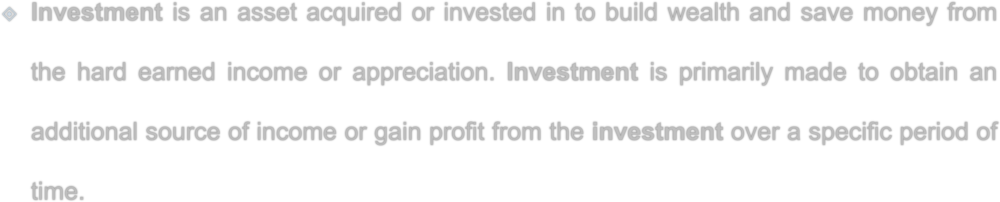 Investment is an asset acquired or invested in to build wealth and save money from
the hard earned income or appreciation. Investment is primarily made to obtain an
additional source of income or gain profit from the investment over a specific period of
time.